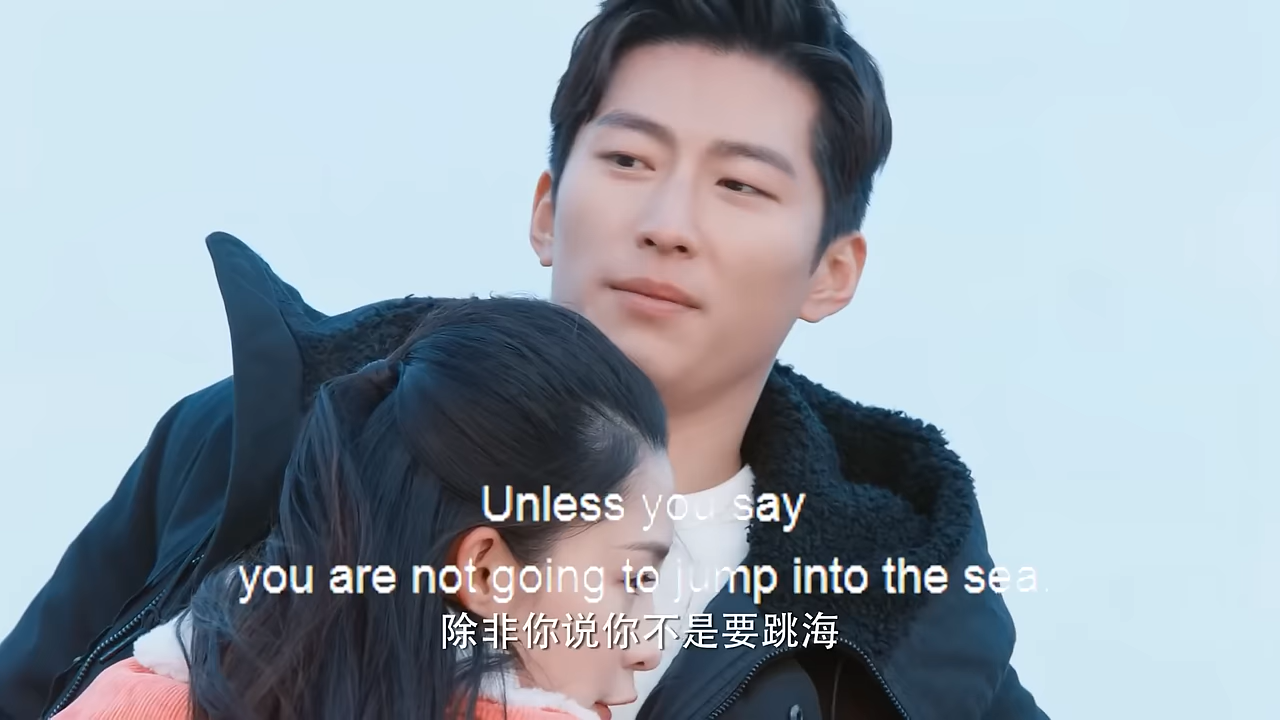 Unless you say
you are not going to jump into the sea.
除非你说你不是要跳海